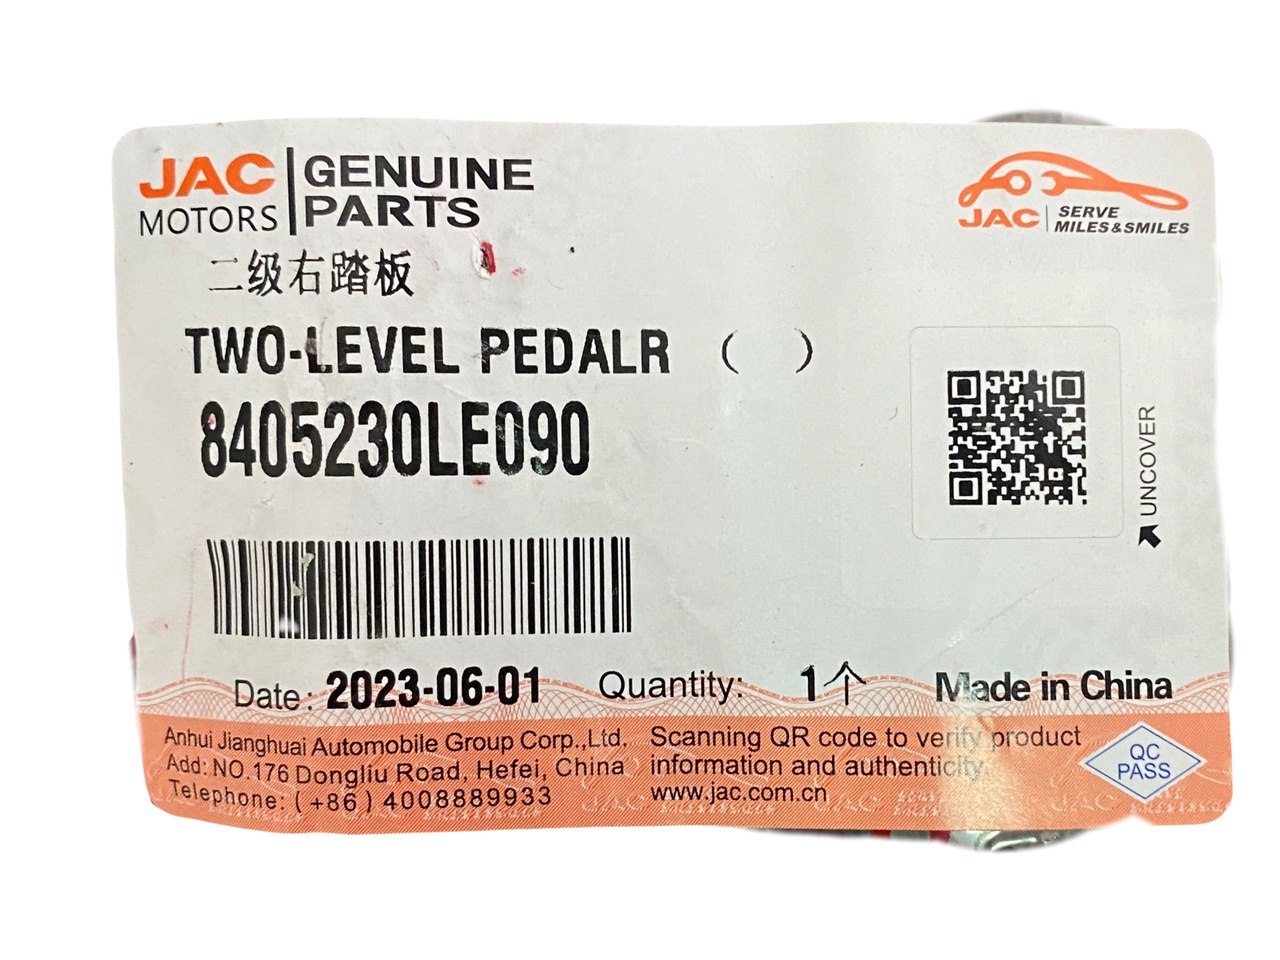 JAC MOTORS GENUINE PARTS
JAC SERVE MILES&SMILES
二级右踏板
TWO-LEVEL PEDALR ( )
8405230LE090
UNCOVER
Date: 2023-06-01 Quantity: 1个 Made in China
Anhui Jianghuai Automobile Group Corp.,Ltd.
Add: NO.176 Dongliu Road, Hefei, China
Telephone: (+86) 4008889933
Scanning QR code to verify product
information and authenticity
www.jac.com.cn
QC
PASS